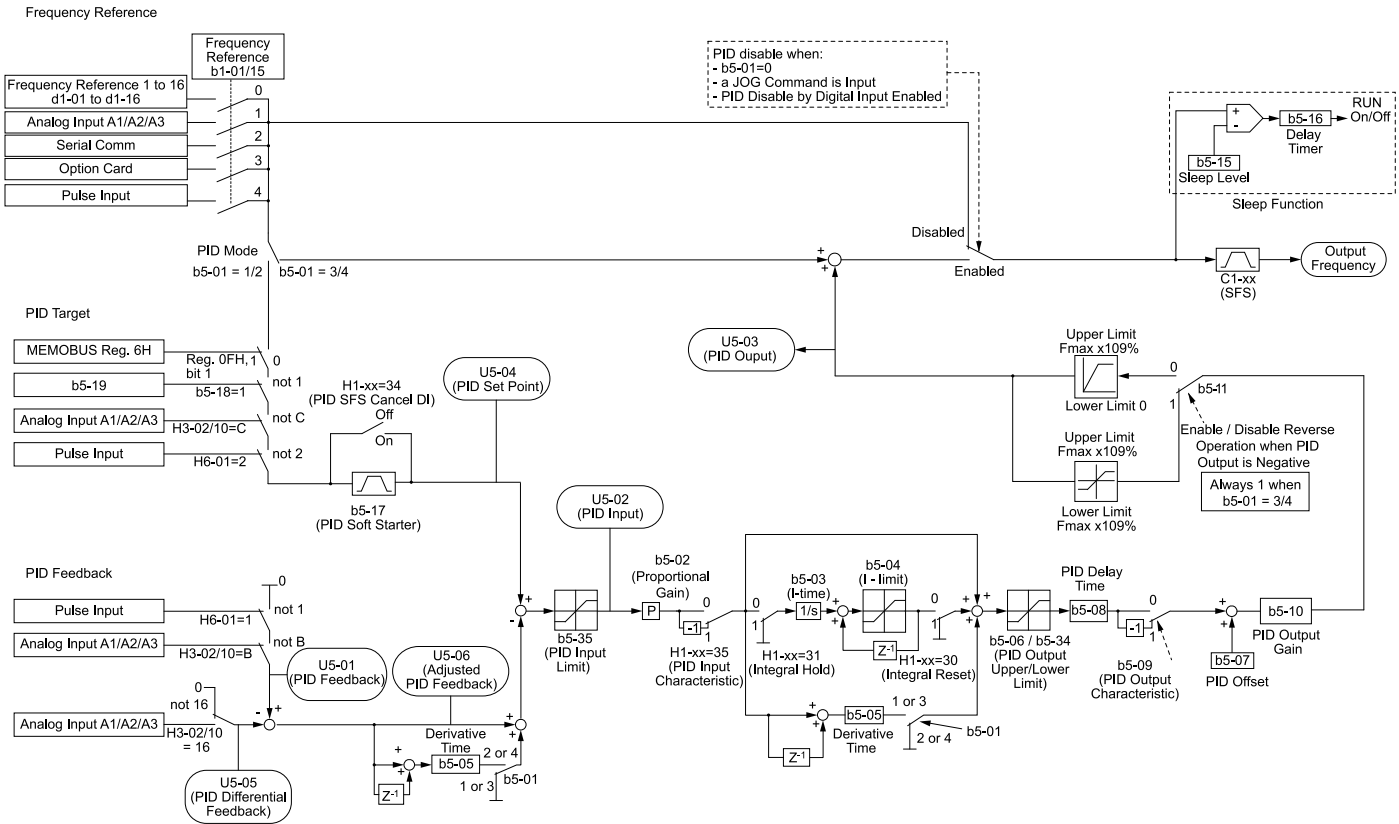 Frequency Reference
Frequency
Reference
b1-01/15
Frequency Reference 1 to 16
d1-01 to d1-16
0
Analog Input A1/A2/A3
1
Serial Comm
2
Option Card
3
Pulse Input
4
PID disable when:
- b5-01=0
- a JOG Command is Input
- PID Disable by Digital Input Enabled
+
-
b5-16
Delay
Timer
RUN
On/Off
b5-15
Sleep Level
Sleep Function
PID Mode
b5-01 = 1/2
b5-01 = 3/4
+
+
Disabled
Enabled
C1-xx
(SFS)
Output
Frequency
PID Target
MEMOBUS Reg. 6H
Reg. 0FH,
bit 1
1
0
b5-19
b5-18=1
not 1
Analog Input A1/A2/A3
H3-02/10=C
not C
Pulse Input
H6-01=2
not 2
H1-xx=34
(PID SFS Cancel DI)
Off
On
b5-17
(PID Soft Starter)
U5-04
(PID Set Point)
U5-03
(PID Ouput)
Upper Limit
Fmax x109%
Lower Limit 0
0
1
b5-11
Upper Limit
Fmax x109%
Lower Limit
Fmax x109%
Enable / Disable Reverse
Operation when PID
Output is Negative
Always 1 when
b5-01 = 3/4
U5-02
(PID Input)
PID Feedback
0
Pulse Input
H6-01=1
not 1
Analog Input A1/A2/A3
H3-02/10=B
not B
U5-01
(PID Feedback)
U5-06
(Adjusted
PID Feedback)
0
not 16
Analog Input A1/A2/A3
H3-02/10
= 16
U5-05
(PID Differential
Feedback)
-
+
+
+
Z-1
Derivative
Time
b5-05
2 or 4
1 or 3
b5-01
+
+
+
-
b5-35
(PID Input
Limit)
b5-02
(Proportional
Gain)
P
-1
0
1
H1-xx=35
(PID Input
Characteristic)
0
1
H1-xx=31
(Integral Hold)
b5-03
(I-time)
1/s
+
+
b5-04
(I - limit)
Z-1
0
1
H1-xx=30
(Integral Reset)
+
+
+
Z-1
+
+
b5-05
Derivative
Time
1 or 3
2 or 4
b5-01
b5-06 / b5-34
(PID Output
Upper/Lower
Limit)
PID Delay
Time
b5-08
-1
0
1
b5-09
(PID Output
Characteristic)
+
+
b5-07
PID Offset
b5-10
PID Output
Gain